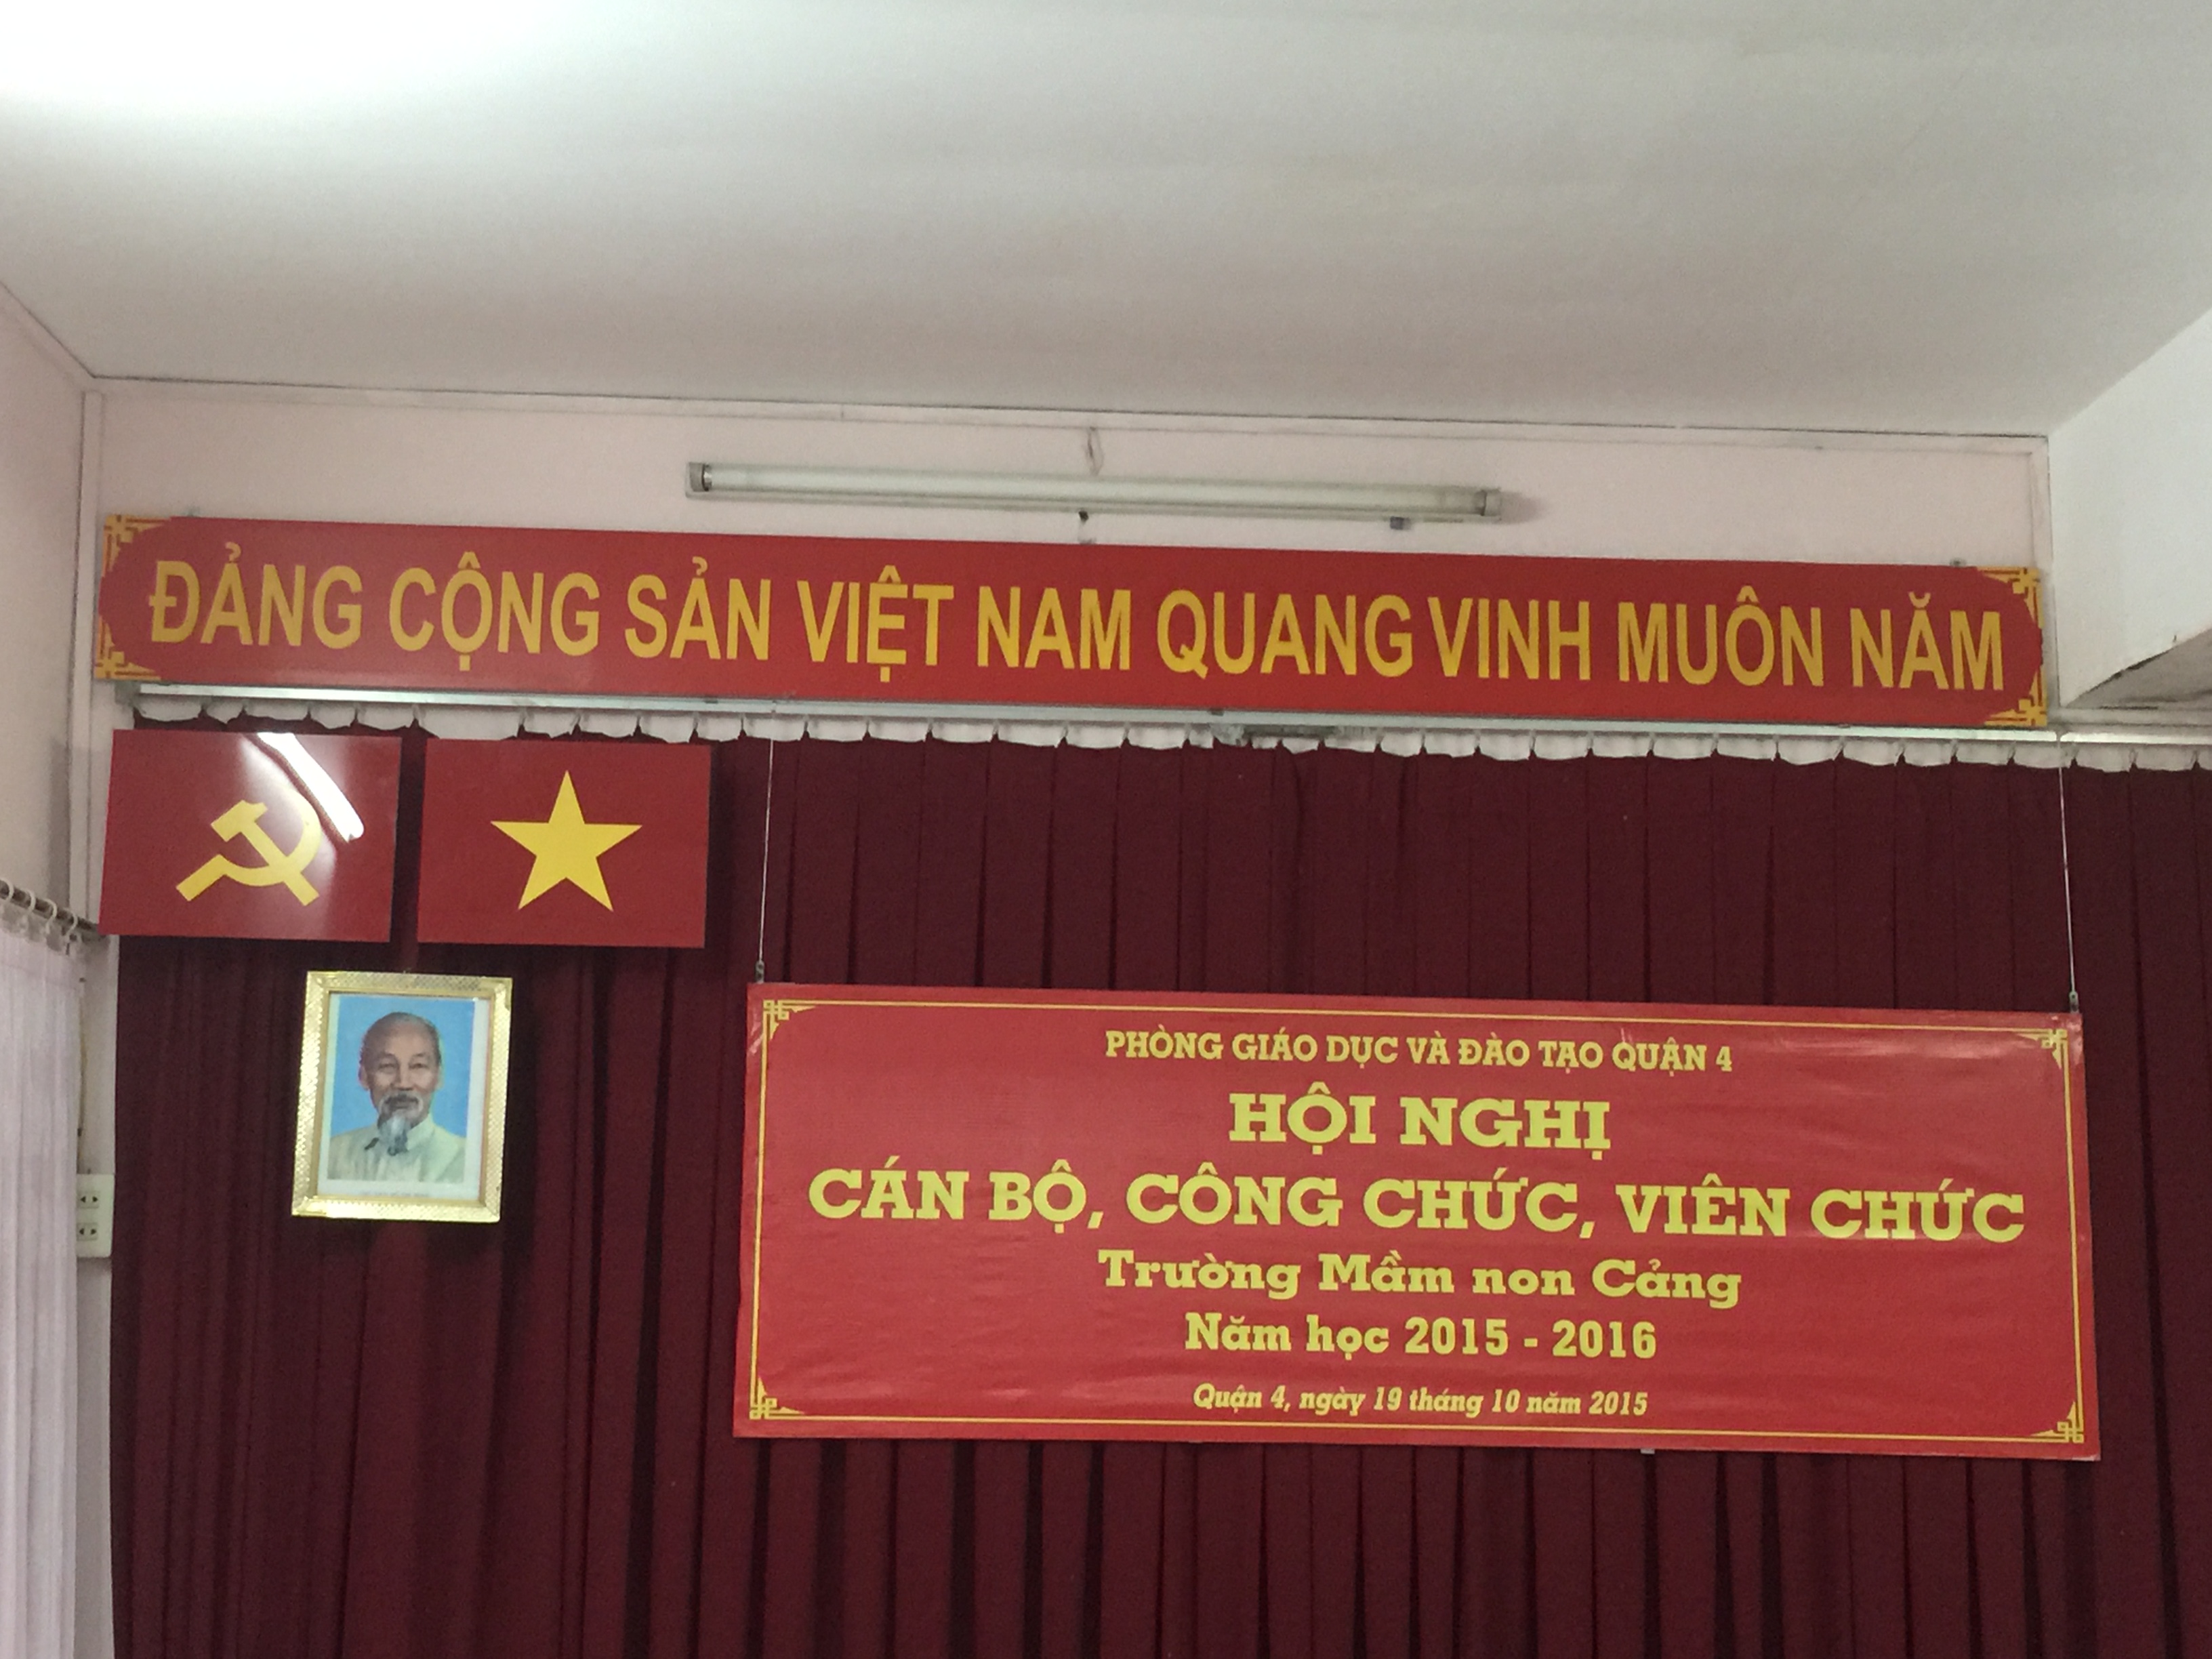 ĐẢNG CỘNG SẢN VIỆT NAM QUANG VINH MUÔN NĂM
PHÒNG GIÁO DỤC VÀ ĐÀO TẠO QUẬN 4
HỘI NGHỊ
CÁN BỘ, CÔNG CHỨC, VIÊN CHỨC
Trường Mầm non Cảng
Năm học 2015 - 2016
Quận 4, ngày 19 tháng 10 năm 2015